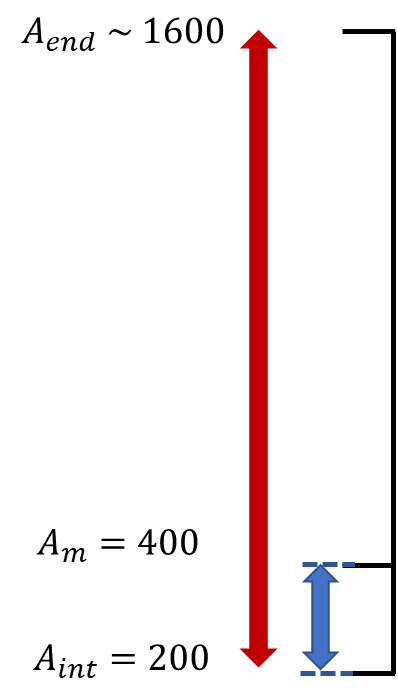 A_end ~ 1600
A_m = 400
A_int = 200